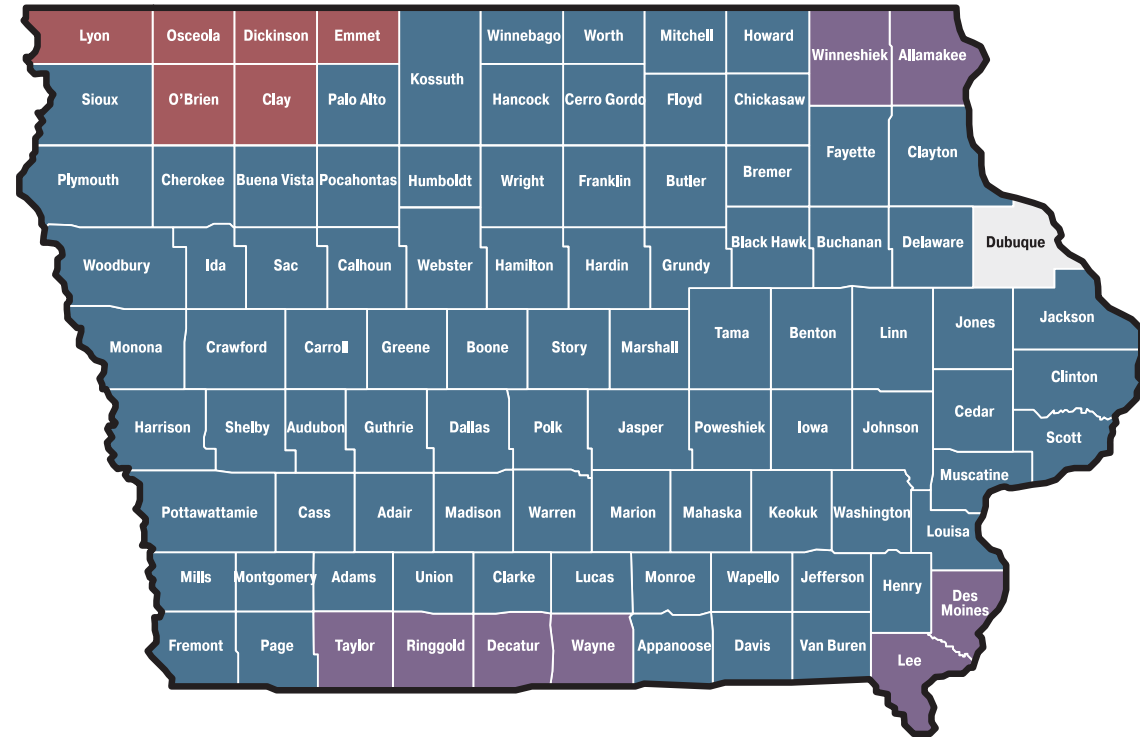 Lyon
Osceola
Dickinson
Emmet
Kossuth
Winnebago
Worth
Mitchell
Howard
Winneshiek
Allamakee
Sioux
O'Brien
Clay
Palo Alto
Hancock
Cerro Gordo
Floyd
Chickasaw
Fayette
Clayton
Plymouth
Cherokee
Buena Vista
Pocahontas
Humboldt
Wright
Franklin
Butler
Bremer
Woodbury
Ida
Sac
Calhoun
Webster
Hamilton
Hardin
Grundy
Black Hawk
Buchanan
Delaware
Dubuque
Monona
Crawford
Carroll
Greene
Boone
Story
Marshall
Tama
Benton
Linn
Jones
Jackson
Clinton
Harrison
Shelby
Audubon
Guthrie
Dallas
Polk
Jasper
Poweshiek
Iowa
Johnson
Cedar
Scott
Muscatine
Pottawattamie
Cass
Adair
Madison
Warren
Marion
Mahaska
Keokuk
Washington
Louisa
Mills
Montgomery
Adams
Union
Clarke
Lucas
Monroe
Wapello
Jefferson
Henry
Des
Moines
Fremont
Page
Taylor
Ringgold
Decatur
Wayne
Appanoose
Davis
Van Buren
Lee